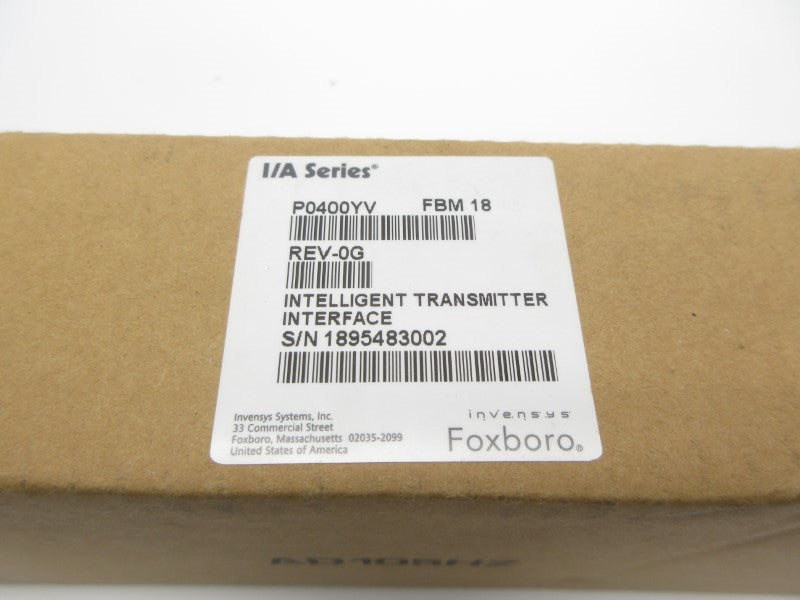 I/A Series®
P0400YV FBM 18
REV-0G
INTELLIGENT TRANSMITTER
INTERFACE
S/N 1895483002
Invensys Systems, Inc.
33 Commercial Street
Foxboro, Massachusetts 02035-2099
United States of America
invensys
Foxboro®